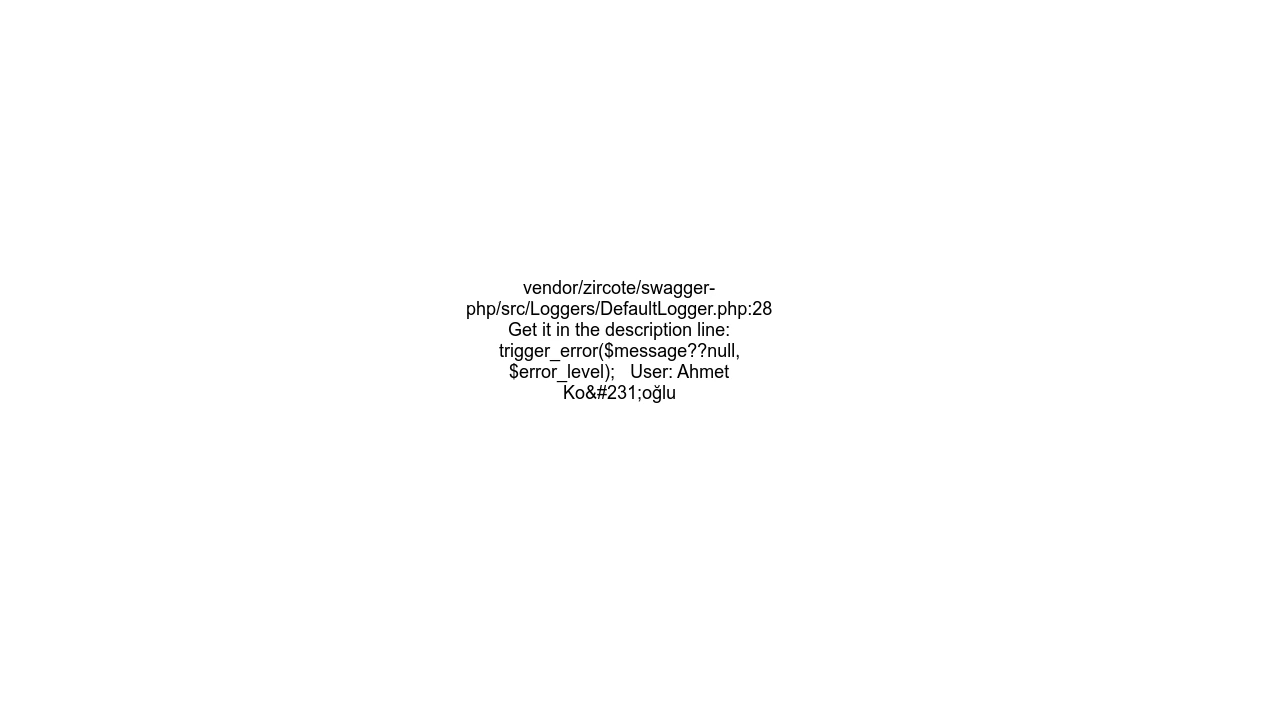 vendor/zircote/swagger-
php/src/Loggers/DefaultLogger.php:28
Get it in the description line:
trigger_error($message??null,
$error_level);   User: Ahmet
Ko&#231;oğlu